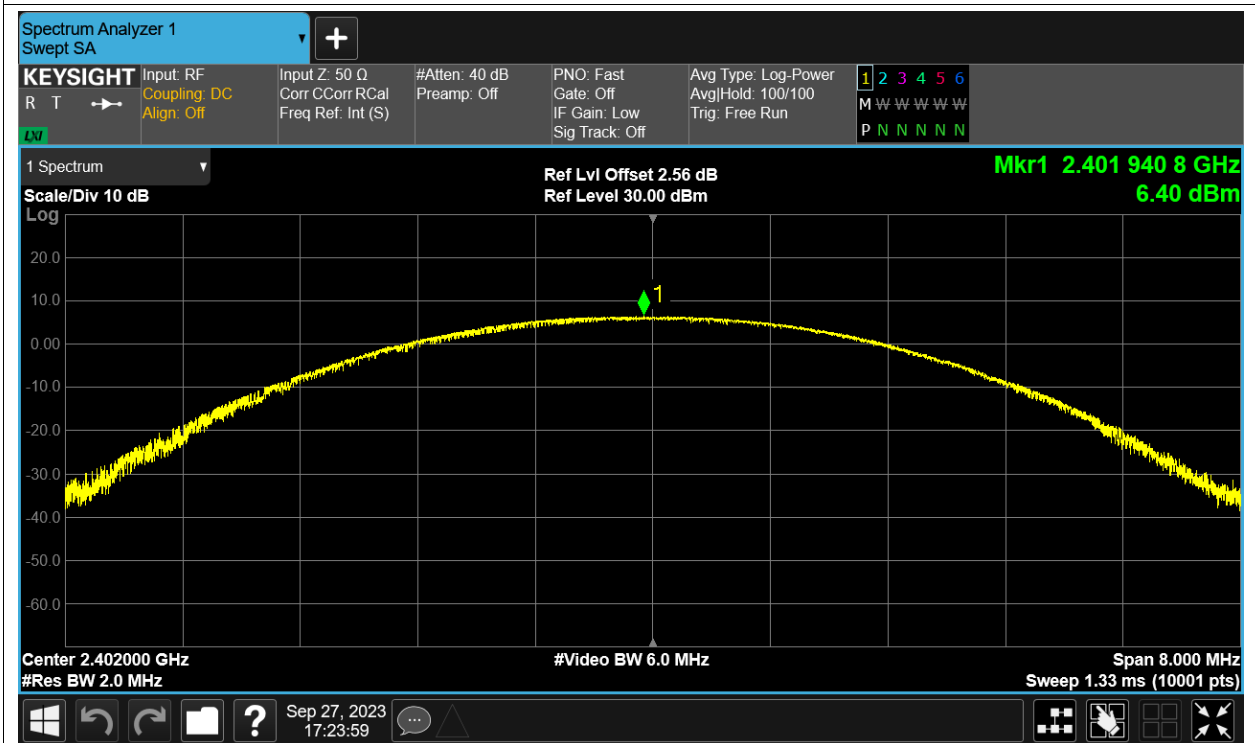 Spectrum Analyzer 1
Swept SA
+
KEYSIGHT Input: RF Input Z: 50 Ω #Atten: 40 dB PNO: Fast Avg Type: Log-Power 1 2 3 4 5 6
R T Coupling: DC Corr CCorr RCal Preamp: Off Gate: Off Avg|Hold: 100/100 M W W W W W W
Align: Off Freq Ref: Int (S) IF Gain: Low Trig: Free Run
LXI Sig Track: Off P N N N N N
1 Spectrum Ref Lvl Offset 2.56 dB Mkr1 2.401 940 8 GHz
Scale/Div 10 dB Ref Level 30.00 dBm 6.40 dBm
Log
20.0
10.0
1
0.00
-10.0
-20.0
-30.0
-40.0
-50.0
-60.0
Center 2.402000 GHz #Video BW 6.0 MHz Span 8.000 MHz
#Res BW 2.0 MHz Sweep 1.33 ms (10001 pts)
? Sep 27, 2023
17:23:59